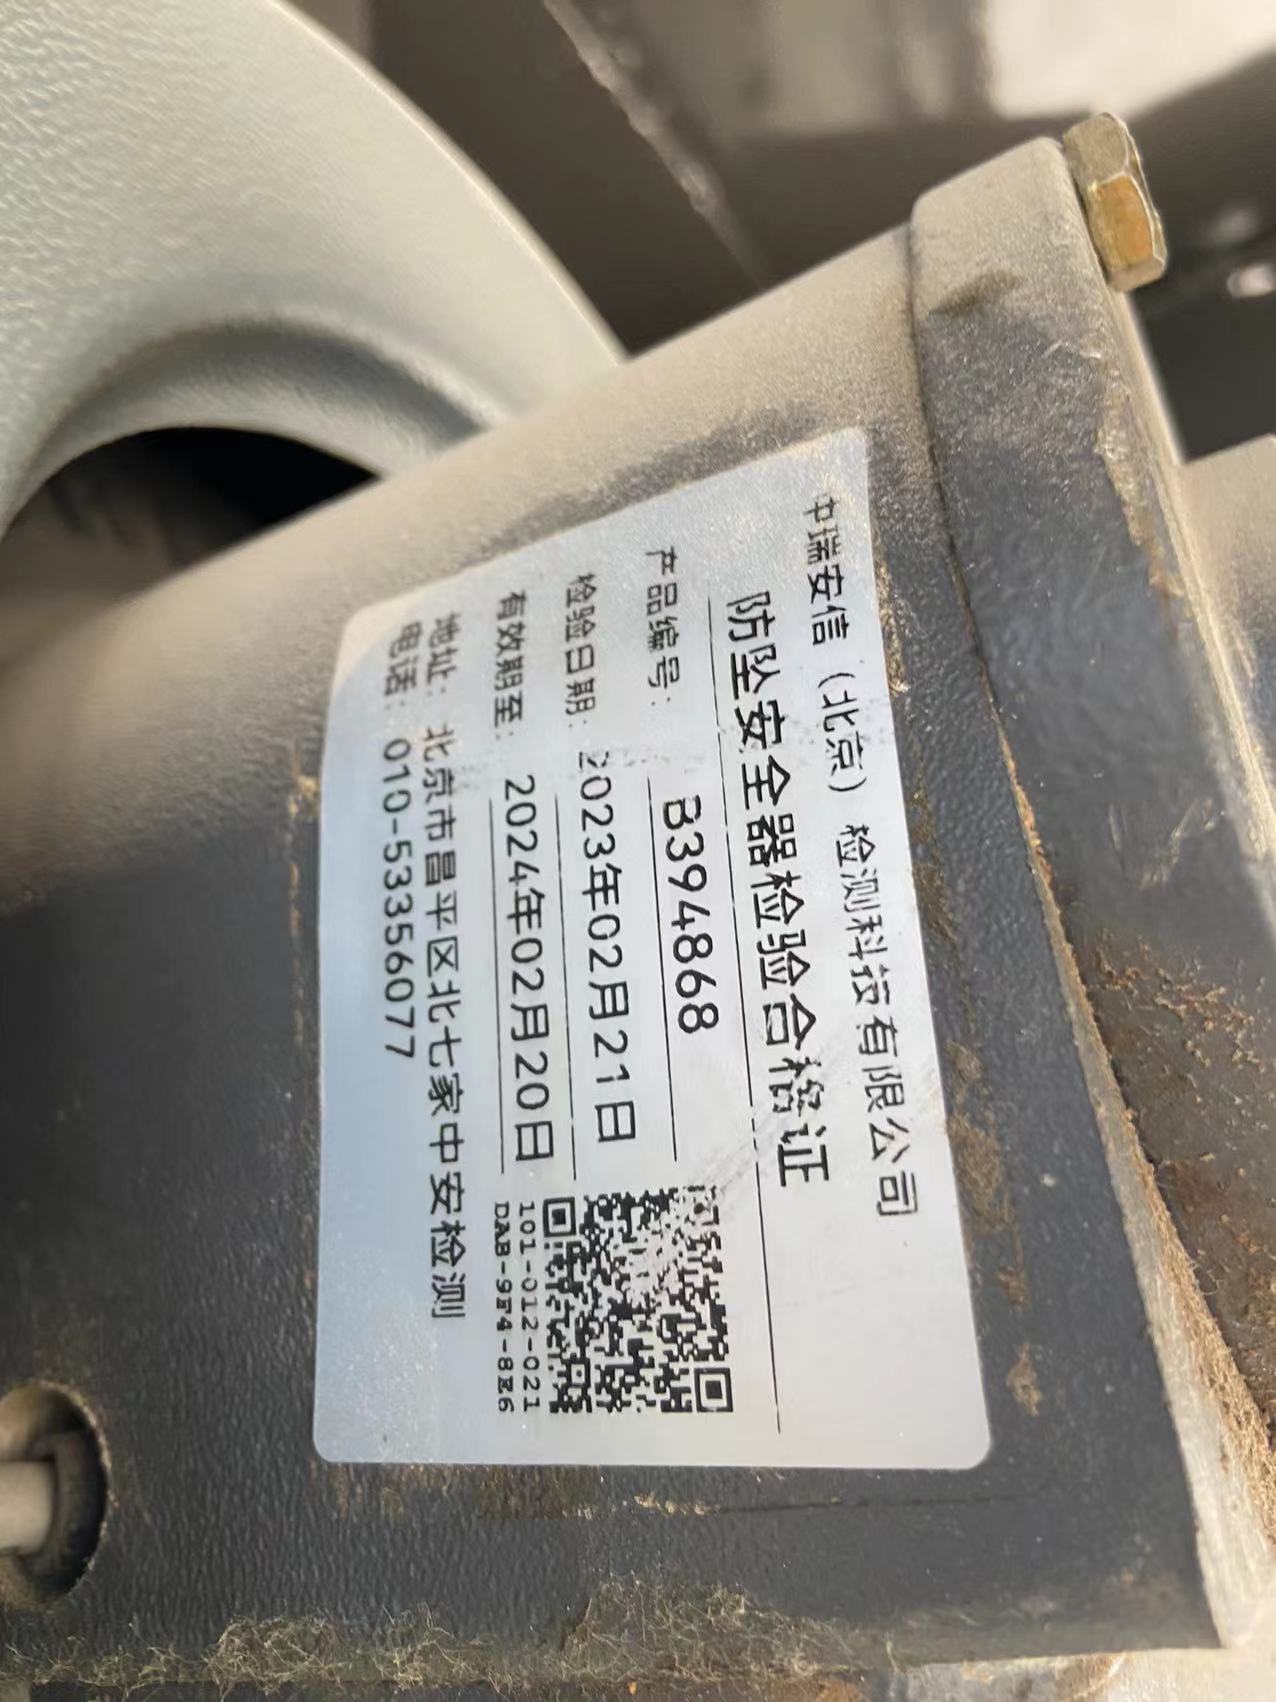 中瑞安信（北京）检测科技有限公司
防坠安全器检验合格证
产品编号： B394868
检验日期： 2023年02月21日
有效期至： 2024年02月20日
101-012-021
DAB-9F4-8E6
地址： 北京市昌平区北七家中安检测
电话： 010-53356077